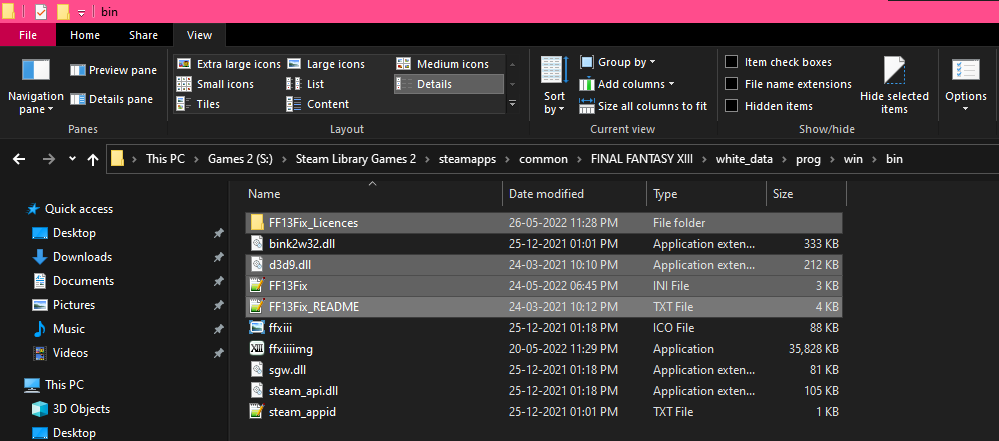 bin
File Home Share View
Navigation pane
Preview pane
Details pane
Panes
Extra large icons Large icons Medium icons
Small icons List Details
Tiles Content
Layout
Sort by
Group by
Add columns
Size all columns to fit
Current view
Item check boxes
File name extensions
Hidden items
Hide selected items
Show/hide
Options
This PC > Games 2 (S:) > Steam Library Games 2 > steamapps > common > FINAL FANTASY XIII > white_data > prog > win > bin
Quick access
Desktop
Downloads
Documents
Pictures
Music
Videos
This PC
3D Objects
Desktop
Name Date modified Type Size
FF13Fix_Licences 26-05-2022 11:28 PM File folder
bink2w32.dll 25-12-2021 01:01 PM Application exten... 333 KB
d3d9.dll 24-03-2021 10:10 PM Application exten... 212 KB
FF13Fix 24-05-2022 06:45 PM INI File 3 KB
FF13Fix_README 24-03-2021 10:12 PM TXT File 4 KB
ffxiii 25-12-2021 01:18 PM ICO File 88 KB
XIII ffxiiiimg 20-05-2022 11:29 PM Application 35,828 KB
sgw.dll 25-12-2021 01:18 PM Application exten... 81 KB
steam_api.dll 25-12-2021 01:18 PM Application exten... 105 KB
steam_appid 25-12-2021 01:01 PM TXT File 1 KB